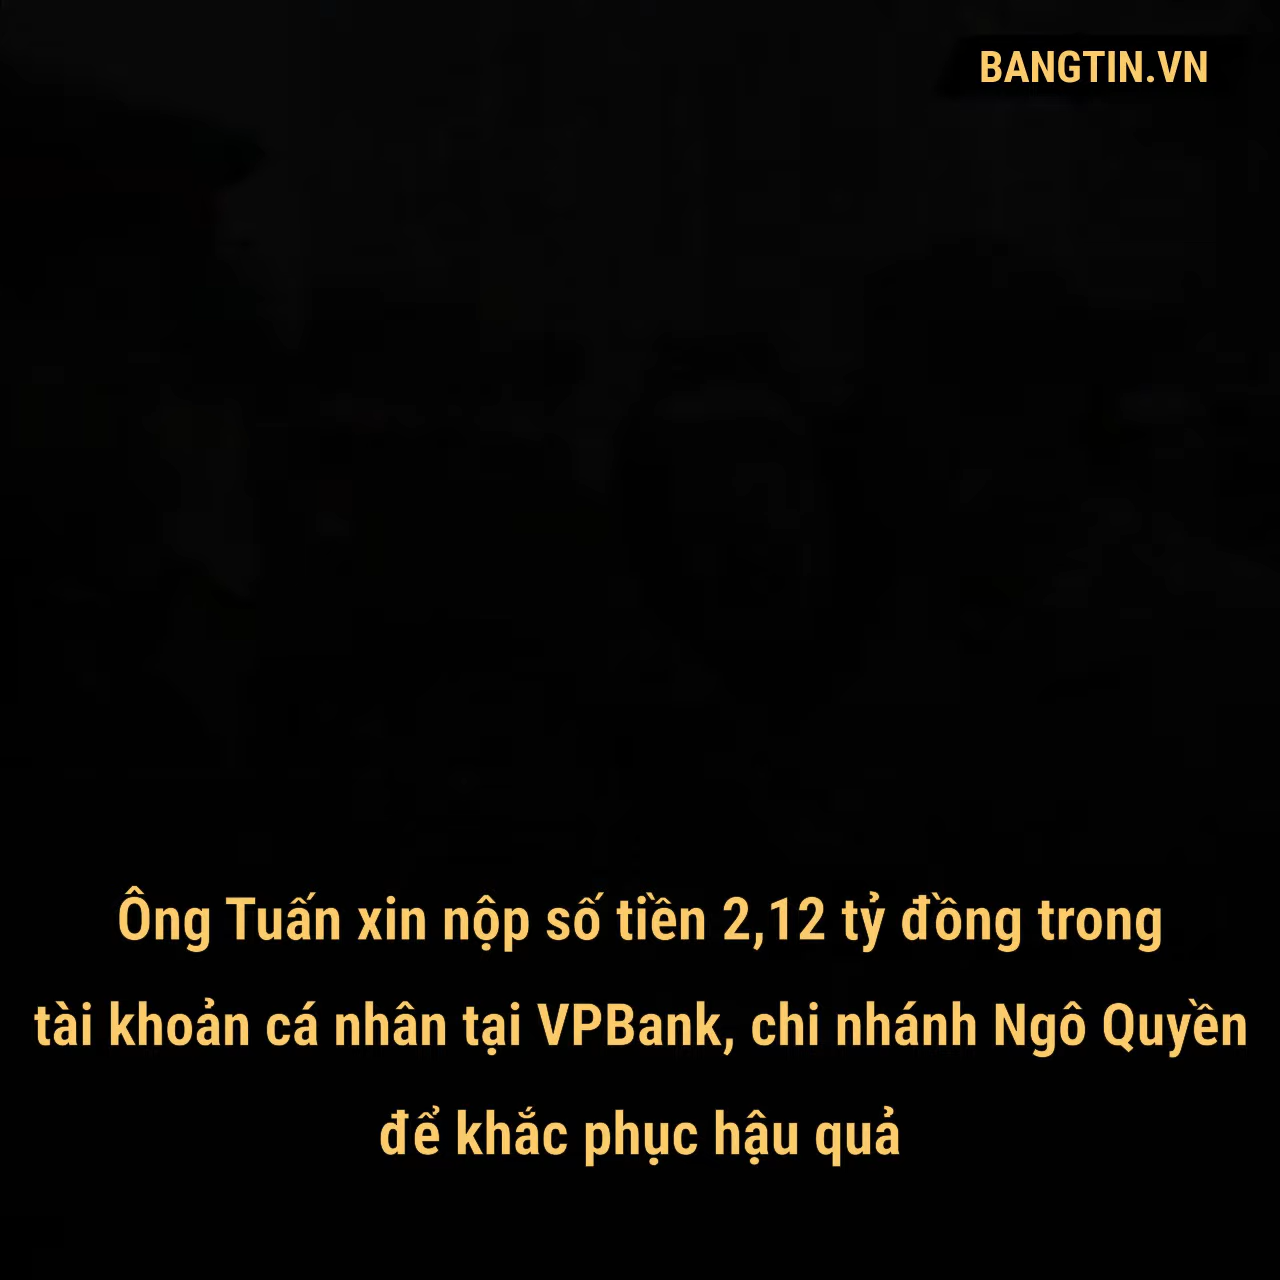 BANGTIN.VN
Ông Tuấn xin nộp số tiền 2,12 tỷ đồng trong
tài khoản cá nhân tại VPBank, chi nhánh Ngô Quyền
để khắc phục hậu quả